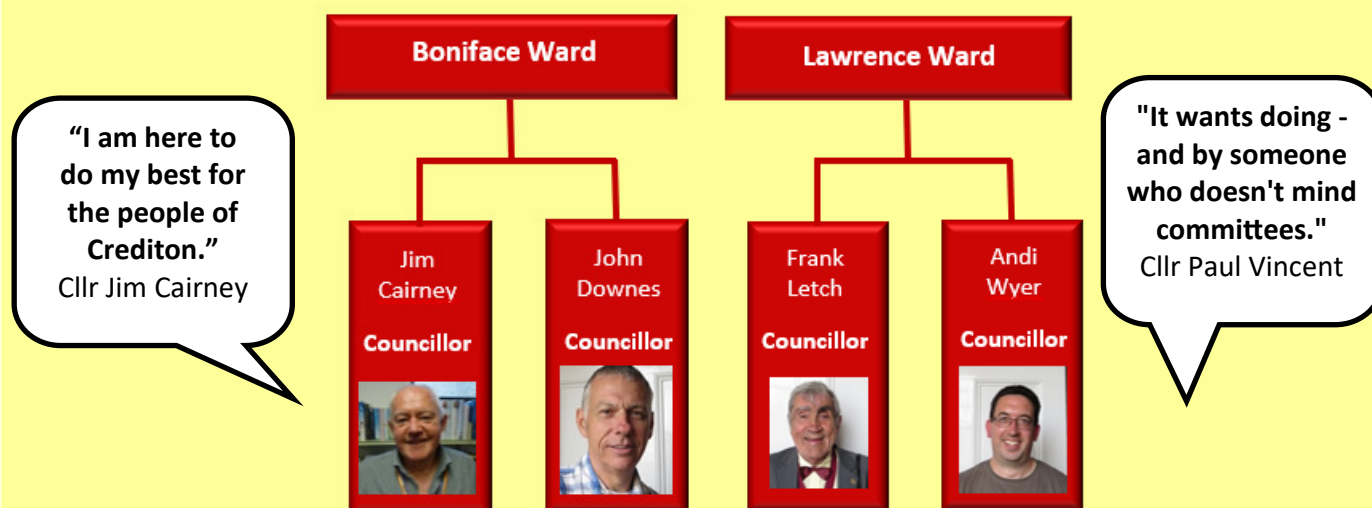 Boniface Ward
Lawrence Ward
“I am here to
do my best for
the people of
Crediton.”
Cllr Jim Cairney
"It wants doing -
and by someone
who doesn't mind
committees."
Cllr Paul Vincent
Jim
Cairney
Councillor
John
Downes
Councillor
Frank
Letch
Councillor
Andi
Wyer
Councillor